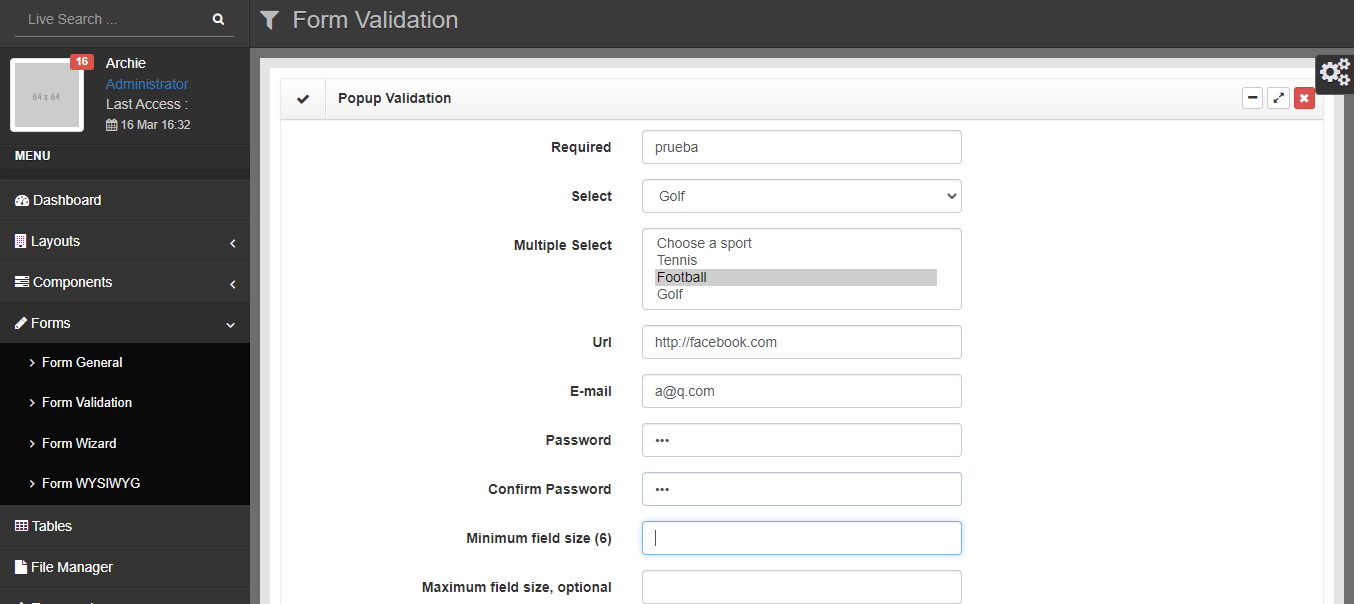 Live Search ...
Form Validation
16
Archie
Administrator
Last Access :
16 Mar 16:32
64 x 64
MENU
Dashboard
Layouts
Components
Forms
Form General
Form Validation
Form Wizard
Form WYSIWYG
Tables
File Manager
Popup Validation
Required
prueba
Select
Golf
Multiple Select
Choose a sport
Tennis
Football
Golf
Url
http://facebook.com
E-mail
a@q.com
Password
•••
Confirm Password
•••
Minimum field size (6)
Maximum field size, optional